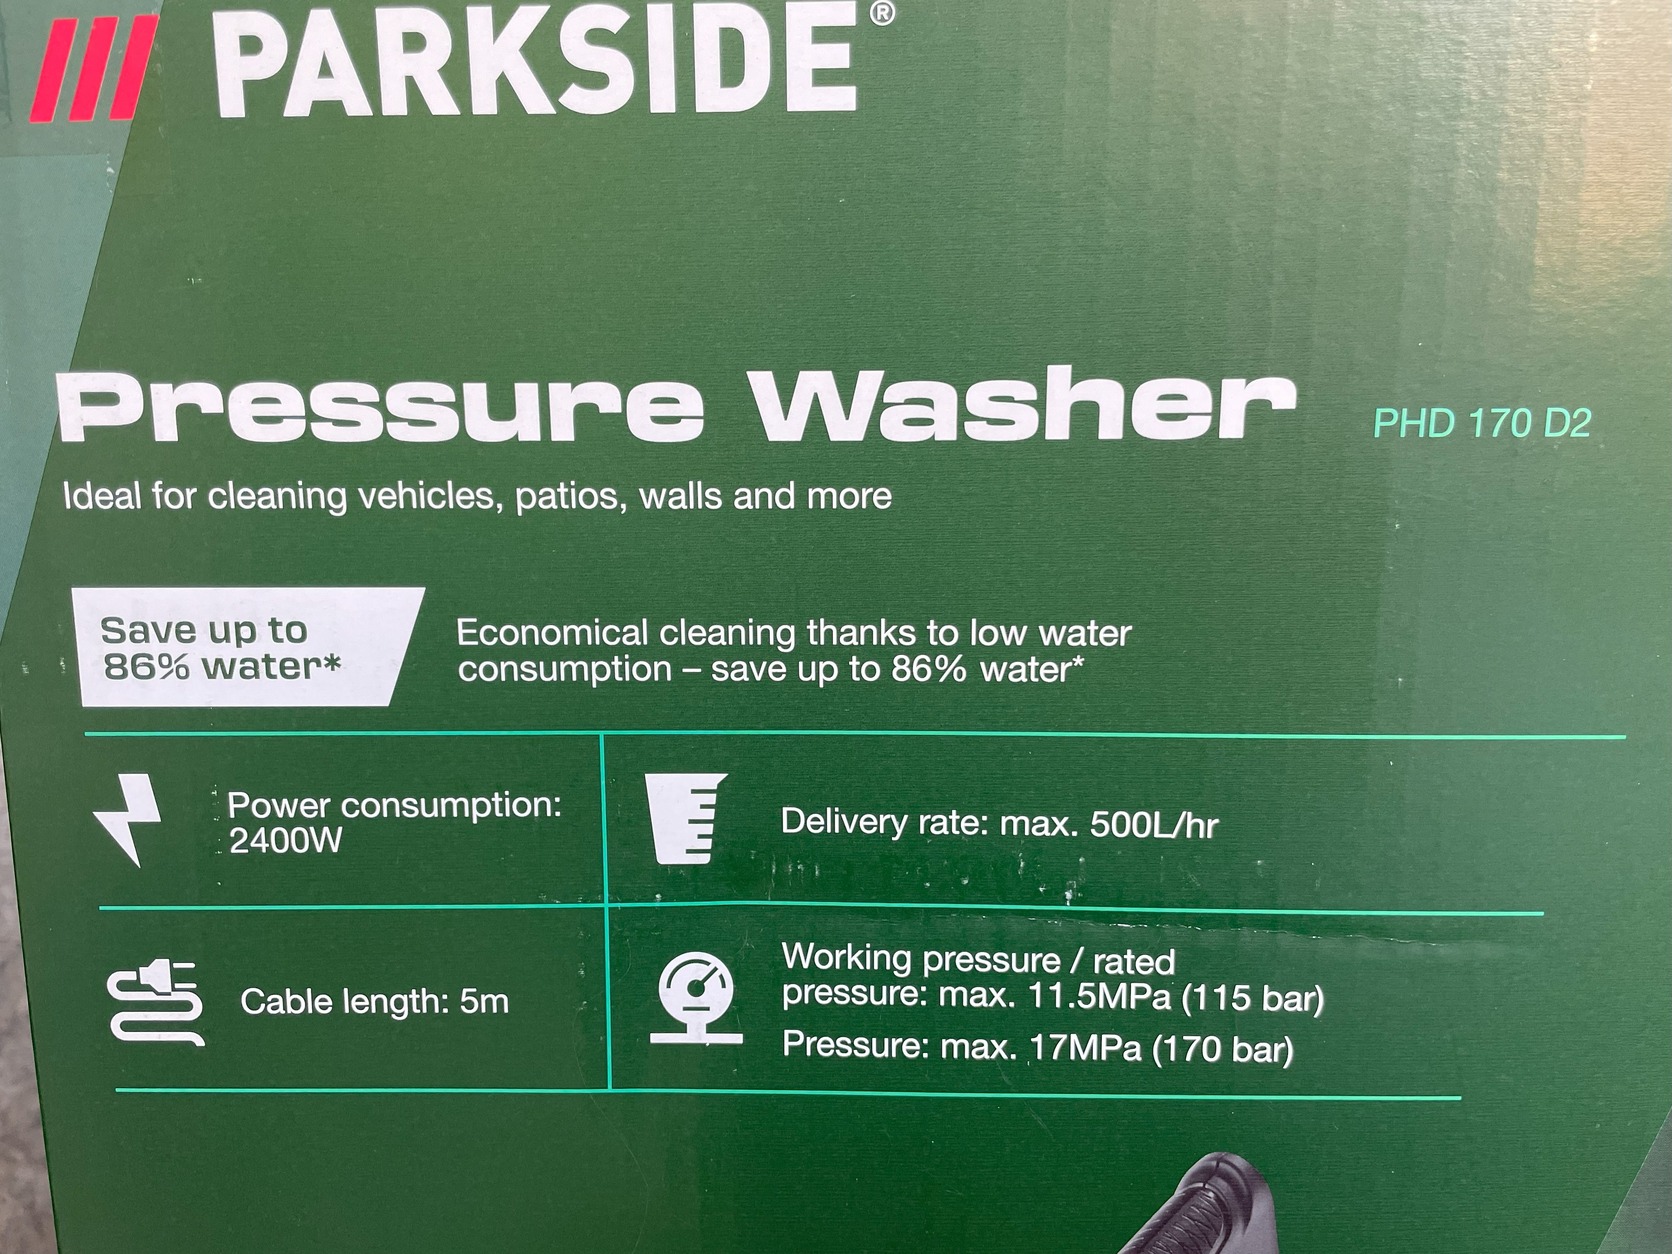 PARKSIDE®
Pressure Washer PHD 170 D2
Ideal for cleaning vehicles, patios, walls and more
Save up to
86% water*
Economical cleaning thanks to low water
consumption – save up to 86% water*
Power consumption:
2400W
Delivery rate: max. 500L/hr
Cable length: 5m
Working pressure / rated
pressure: max. 11.5MPa (115 bar)
Pressure: max. 17MPa (170 bar)